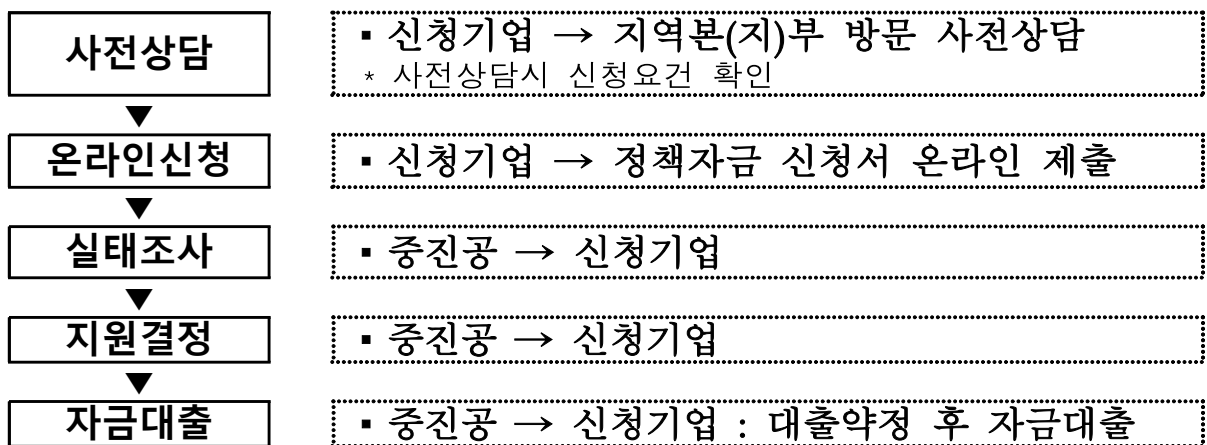 사전상담
▪ 신청기업 → 지역본(지)부 방문 사전상담
* 사전상담시 신청요건 확인
▼
온라인신청
▪ 신청기업 → 정책자금 신청서 온라인 제출
▼
실태조사
▪ 중진공 → 신청기업
▼
지원결정
▪ 중진공 → 신청기업
▼
자금대출
▪ 중진공 → 신청기업 : 대출약정 후 자금대출